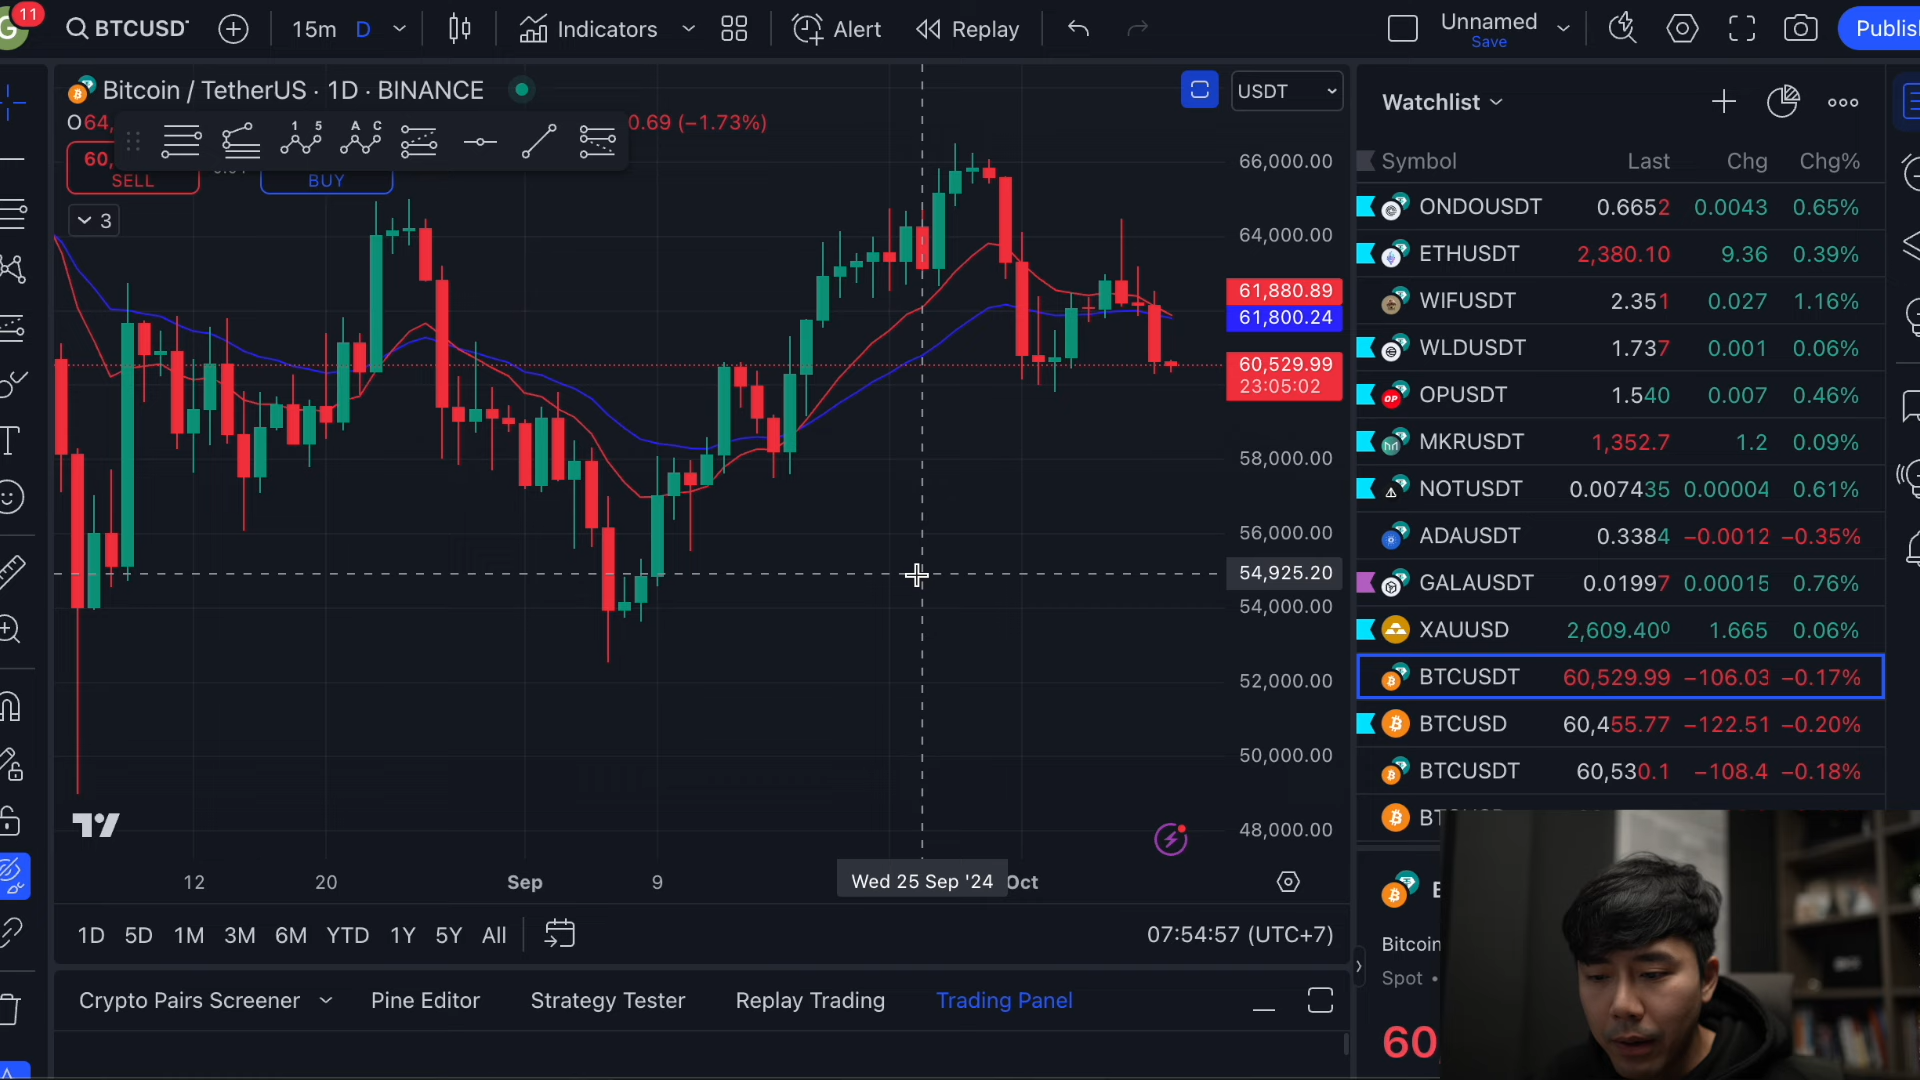 G 11 BTCUSDT 15m D Indicators Alert Replay Unnamed Publis
Save
Bitcoin / TetherUS · 1D · BINANCE
USDT
O64, 0.69 (−1.73%)
60,
SELL
BUY
3
1 5
A C
66,000.00
64,000.00
61,880.89
61,800.24
60,529.99
23:05:02
58,000.00
56,000.00
54,925.20
54,000.00
52,000.00
50,000.00
48,000.00
12 20 Sep 9 Wed 25 Sep '24 Oct
1D 5D 1M 3M 6M YTD 1Y 5Y All
07:54:57 (UTC+7)
Crypto Pairs Screener Pine Editor Strategy Tester Replay Trading Trading Panel
Watchlist
Symbol Last Chg Chg%
ONDOUSDT 0.6652 0.0043 0.65%
ETHUSDT 2,380.10 9.36 0.39%
WIFUSDT 2.351 0.027 1.16%
WLDUSDT 1.737 0.001 0.06%
OP OPUSDT 1.540 0.007 0.46%
MKRUSDT 1,352.7 1.2 0.09%
NOTUSDT 0.007435 0.00004 0.61%
ADAUSDT 0.3384 −0.0012 −0.35%
GALAUSDT 0.01997 0.00015 0.76%
XAUUSD 2,609.400 1.665 0.06%
BTCUSDT 60,529.99 −106.03 −0.17%
BTCUSD 60,455.77 −122.51 −0.20%
BTCUSDT 60,530.1 −108.4 −0.18%
Bitcoin
Spot •
60